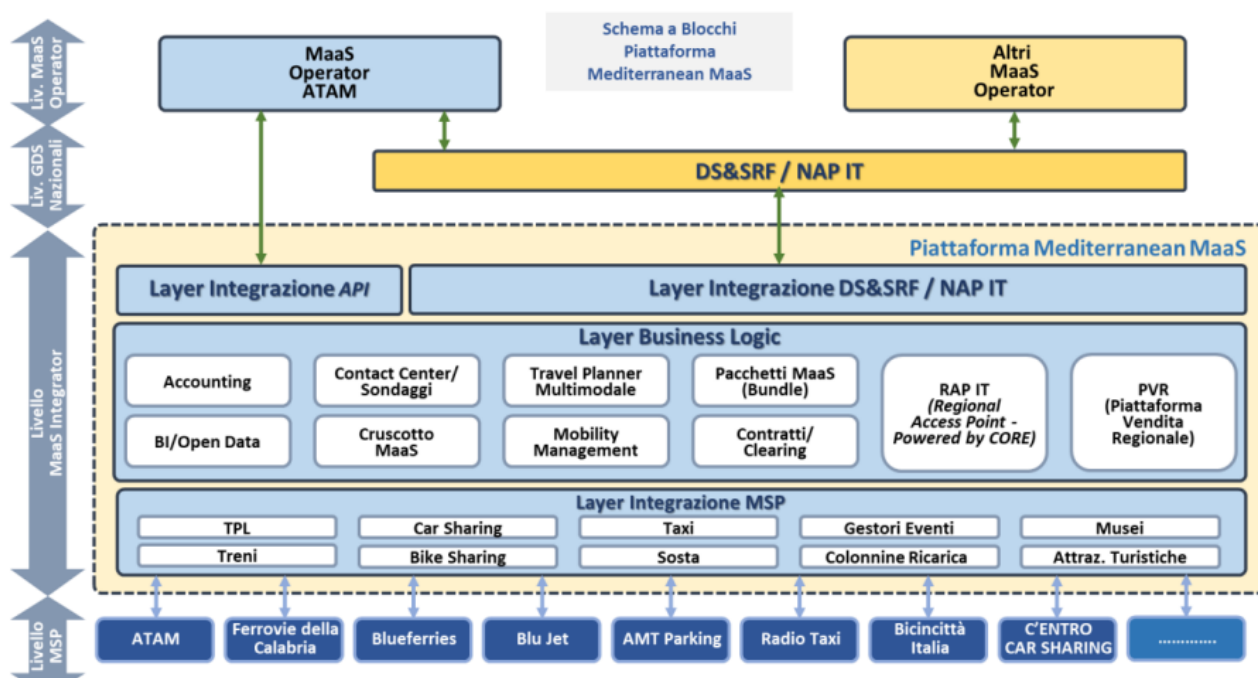 Liv. MaaS
Operator
MaaS
Operator
ATAM
Schema a Blocchi
Piattaforma
Mediterranean MaaS
Altri
MaaS
Operator
Liv. GDS
Nazionali
DS&SRF / NAP IT
Livello
MaaS Integrator
Piattaforma Mediterranean MaaS
Layer Integrazione API
Layer Integrazione DS&SRF / NAP IT
Layer Business Logic
Accounting
Contact Center/
Sondaggi
Travel Planner
Multimodale
Pacchetti MaaS
(Bundle)
RAP IT
(Regional
Access Point -
Powered by CORE)
PVR
(Piattaforma
Vendita
Regionale)
BI/Open Data
Cruscotto
MaaS
Mobility
Management
Contratti/
Clearing
Layer Integrazione MSP
TPL
Car Sharing
Taxi
Gestori Eventi
Musei
Treni
Bike Sharing
Sosta
Colonnine Ricarica
Attraz. Turistiche
Livello
MSP
ATAM
Ferrovie della
Calabria
Blueferries
Blu Jet
AMT Parking
Radio Taxi
Bicincittà
Italia
C'ENTRO
CAR SHARING
.............